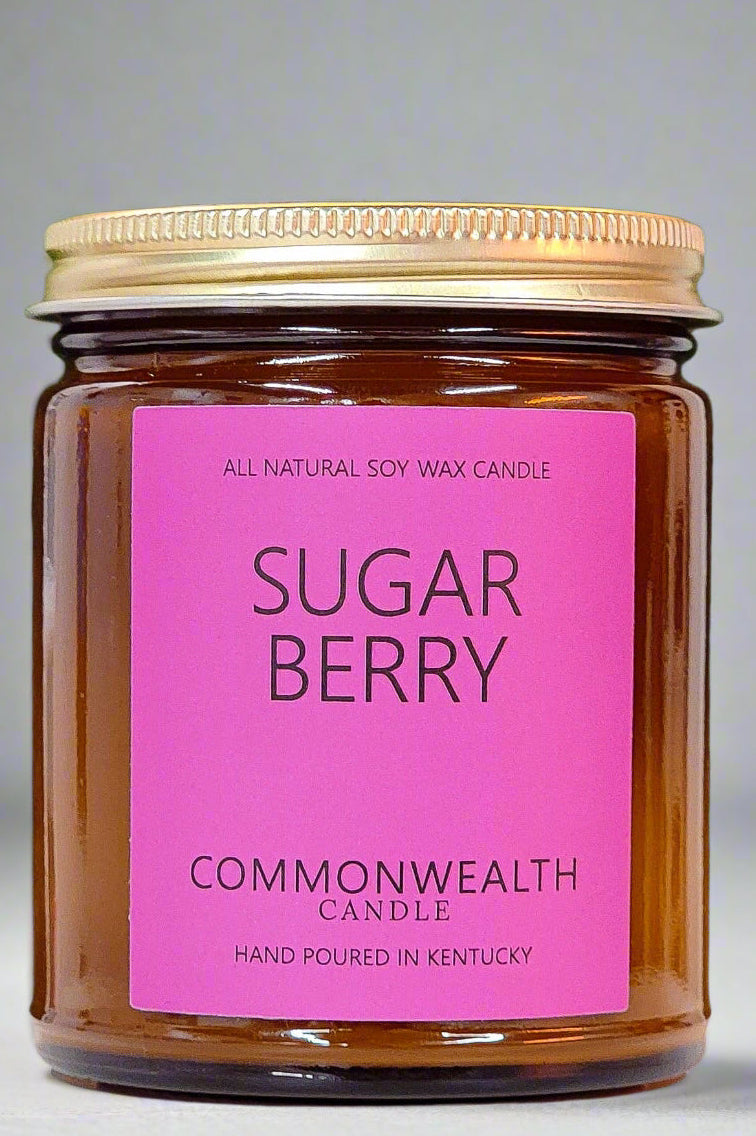 ALL NATURAL SOY WAX CANDLE
SUGAR
BERRY
COMMONWEALTH
CANDLE
HAND POURED IN KENTUCKY